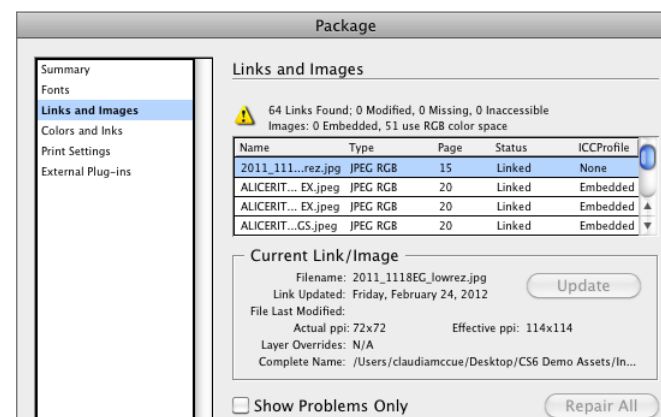 Package
Summary
Fonts
Links and Images
Colors and Inks
Print Settings
External Plug-ins
Links and Images
64 Links Found; 0 Modified, 0 Missing, 0 Inaccessible
Images: 0 Embedded, 51 use RGB color space
Name Type Page Status ICCProfile
2011_111...rez.jpg JPEG RGB 15 Linked None
ALICERIT... EX.jpeg JPEG RGB 20 Linked Embedded
ALICERIT... EX.jpeg JPEG RGB 20 Linked Embedded
ALICERIT...GS.jpeg JPEG RGB 20 Linked Embedded
Current Link/Image
Filename: 2011_1118EG_lowrez.jpg
Update
Link Updated: Friday, February 24, 2012
File Last Modified:
Actual ppi: 72x72 Effective ppi: 114x114
Layer Overrides: N/A
Complete Name: /Users/claudiamccue/Desktop/CS6 Demo Assets/In...
Show Problems Only
Repair All